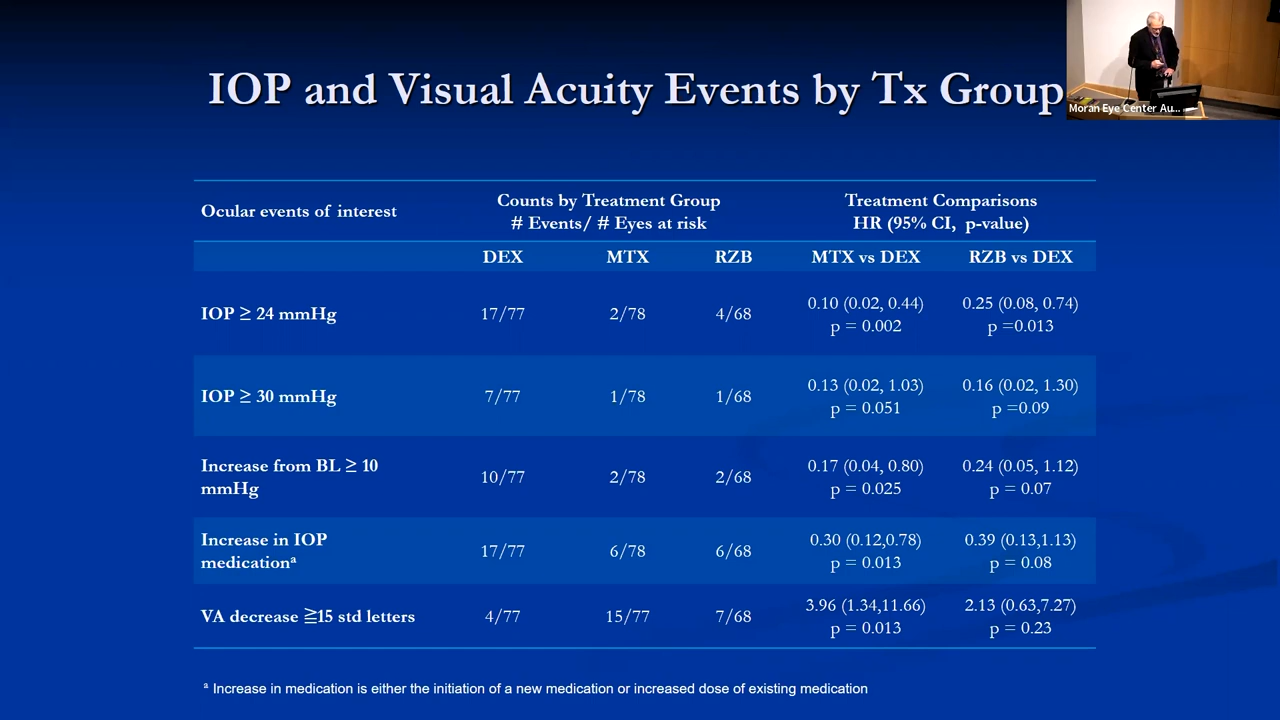 IOP and Visual Acuity Events by Tx Group
Moran Eye Center Au...
Ocular events of interest
Counts by Treatment Group
# Events/ # Eyes at risk
Treatment Comparisons
HR (95% CI, p-value)
DEX MTX RZB MTX vs DEX RZB vs DEX
IOP ≥ 24 mmHg 17/77 2/78 4/68 0.10 (0.02, 0.44) 0.25 (0.08, 0.74)
p = 0.002 p =0.013
IOP ≥ 30 mmHg 7/77 1/78 1/68 0.13 (0.02, 1.03) 0.16 (0.02, 1.30)
p = 0.051 p =0.09
Increase from BL ≥ 10
mmHg 10/77 2/78 2/68 0.17 (0.04, 0.80) 0.24 (0.05, 1.12)
p = 0.025 p = 0.07
Increase in IOP
medicationᵃ 17/77 6/78 6/68 0.30 (0.12,0.78) 0.39 (0.13,1.13)
p = 0.013 p = 0.08
VA decrease ≧15 std letters 4/77 15/77 7/68 3.96 (1.34,11.66) 2.13 (0.63,7.27)
p = 0.013 p = 0.23
ᵃ Increase in medication is either the initiation of a new medication or increased dose of existing medication